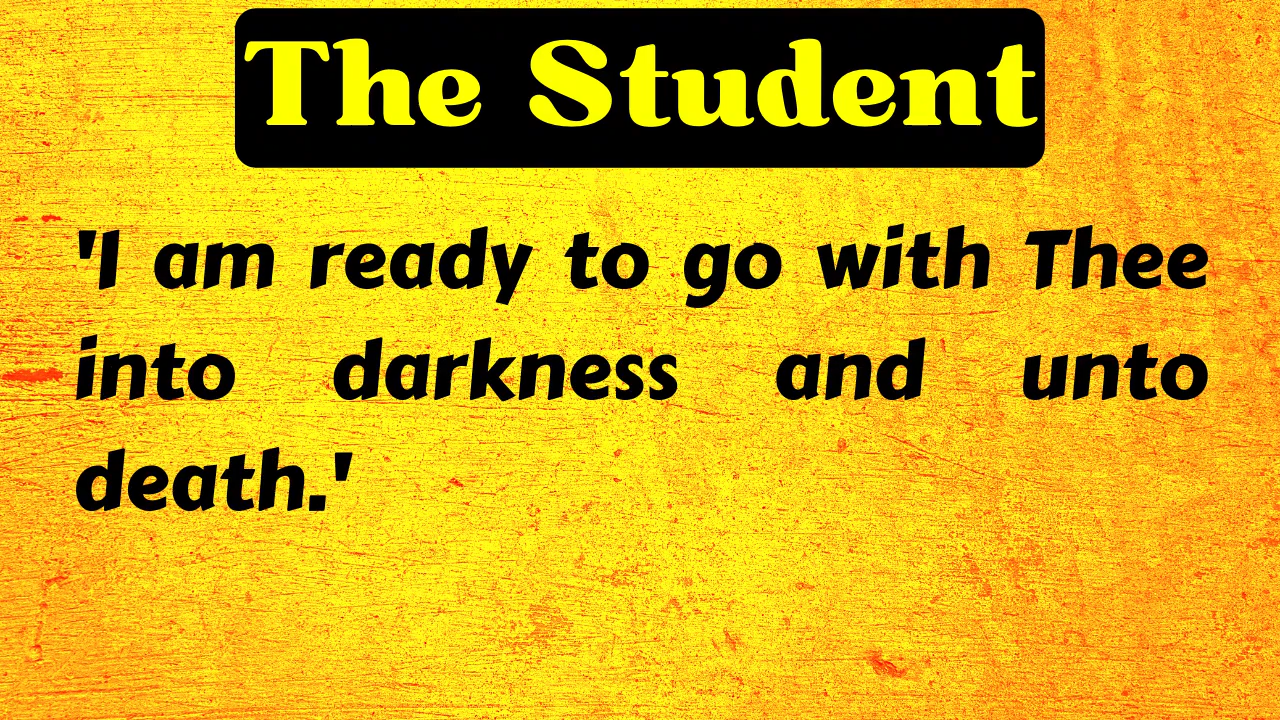 The Student
'I am ready to go with Thee
into darkness and unto
death.'